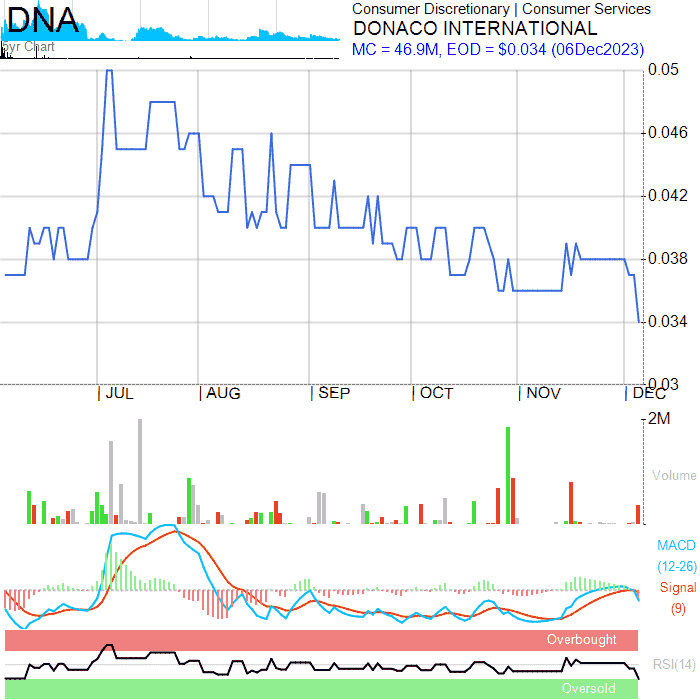 DNA
5yr Chart
Consumer Discretionary | Consumer Services
DONACO INTERNATIONAL
MC = 46.9M, EOD = $0.034 (06Dec2023)
0.05
0.046
0.042
0.038
0.034
0.03
| JUL | AUG | SEP | OCT | NOV | DEC
2M
Volume
MACD
(12-26)
Signal
(9)
Overbought
RSI(14)
Oversold